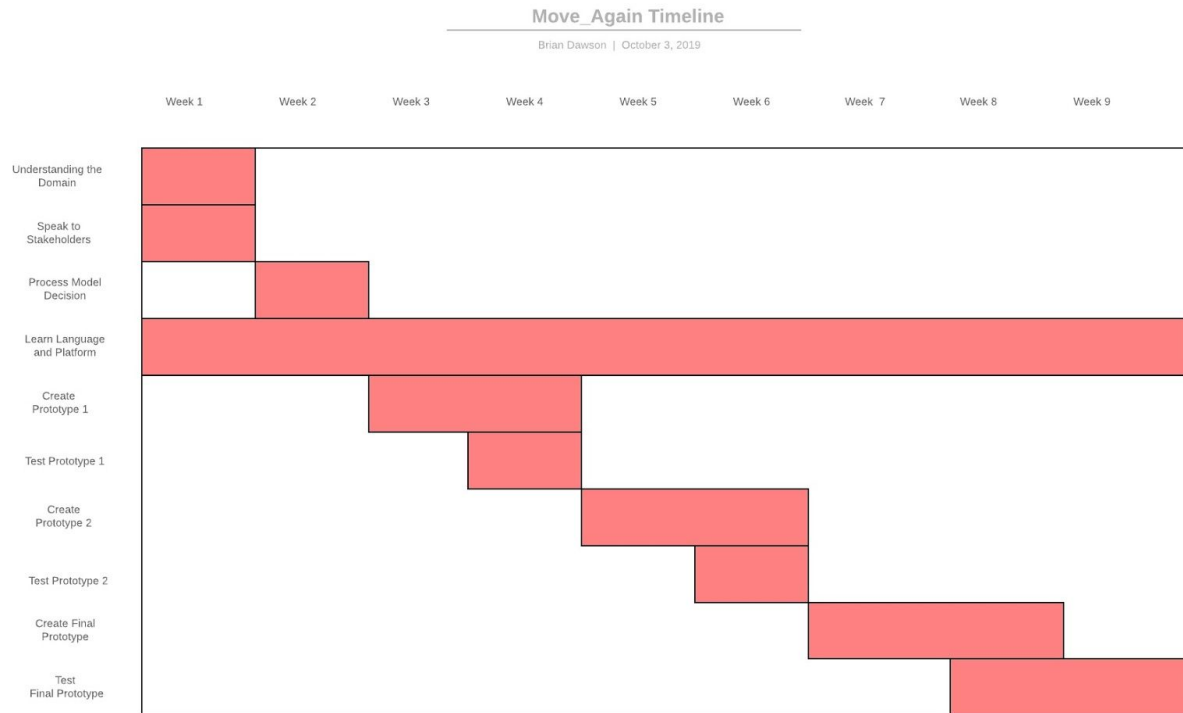 Move_Again Timeline
Brian Dawson | October 3, 2019
Week 1 Week 2 Week 3 Week 4 Week 5 Week 6 Week 7 Week 8 Week 9
Understanding the
Domain
Speak to
Stakeholders
Process Model
Decision
Learn Language
and Platform
Create
Prototype 1
Test Prototype 1
Create
Prototype 2
Test Prototype 2
Create Final
Prototype
Test
Final Prototype